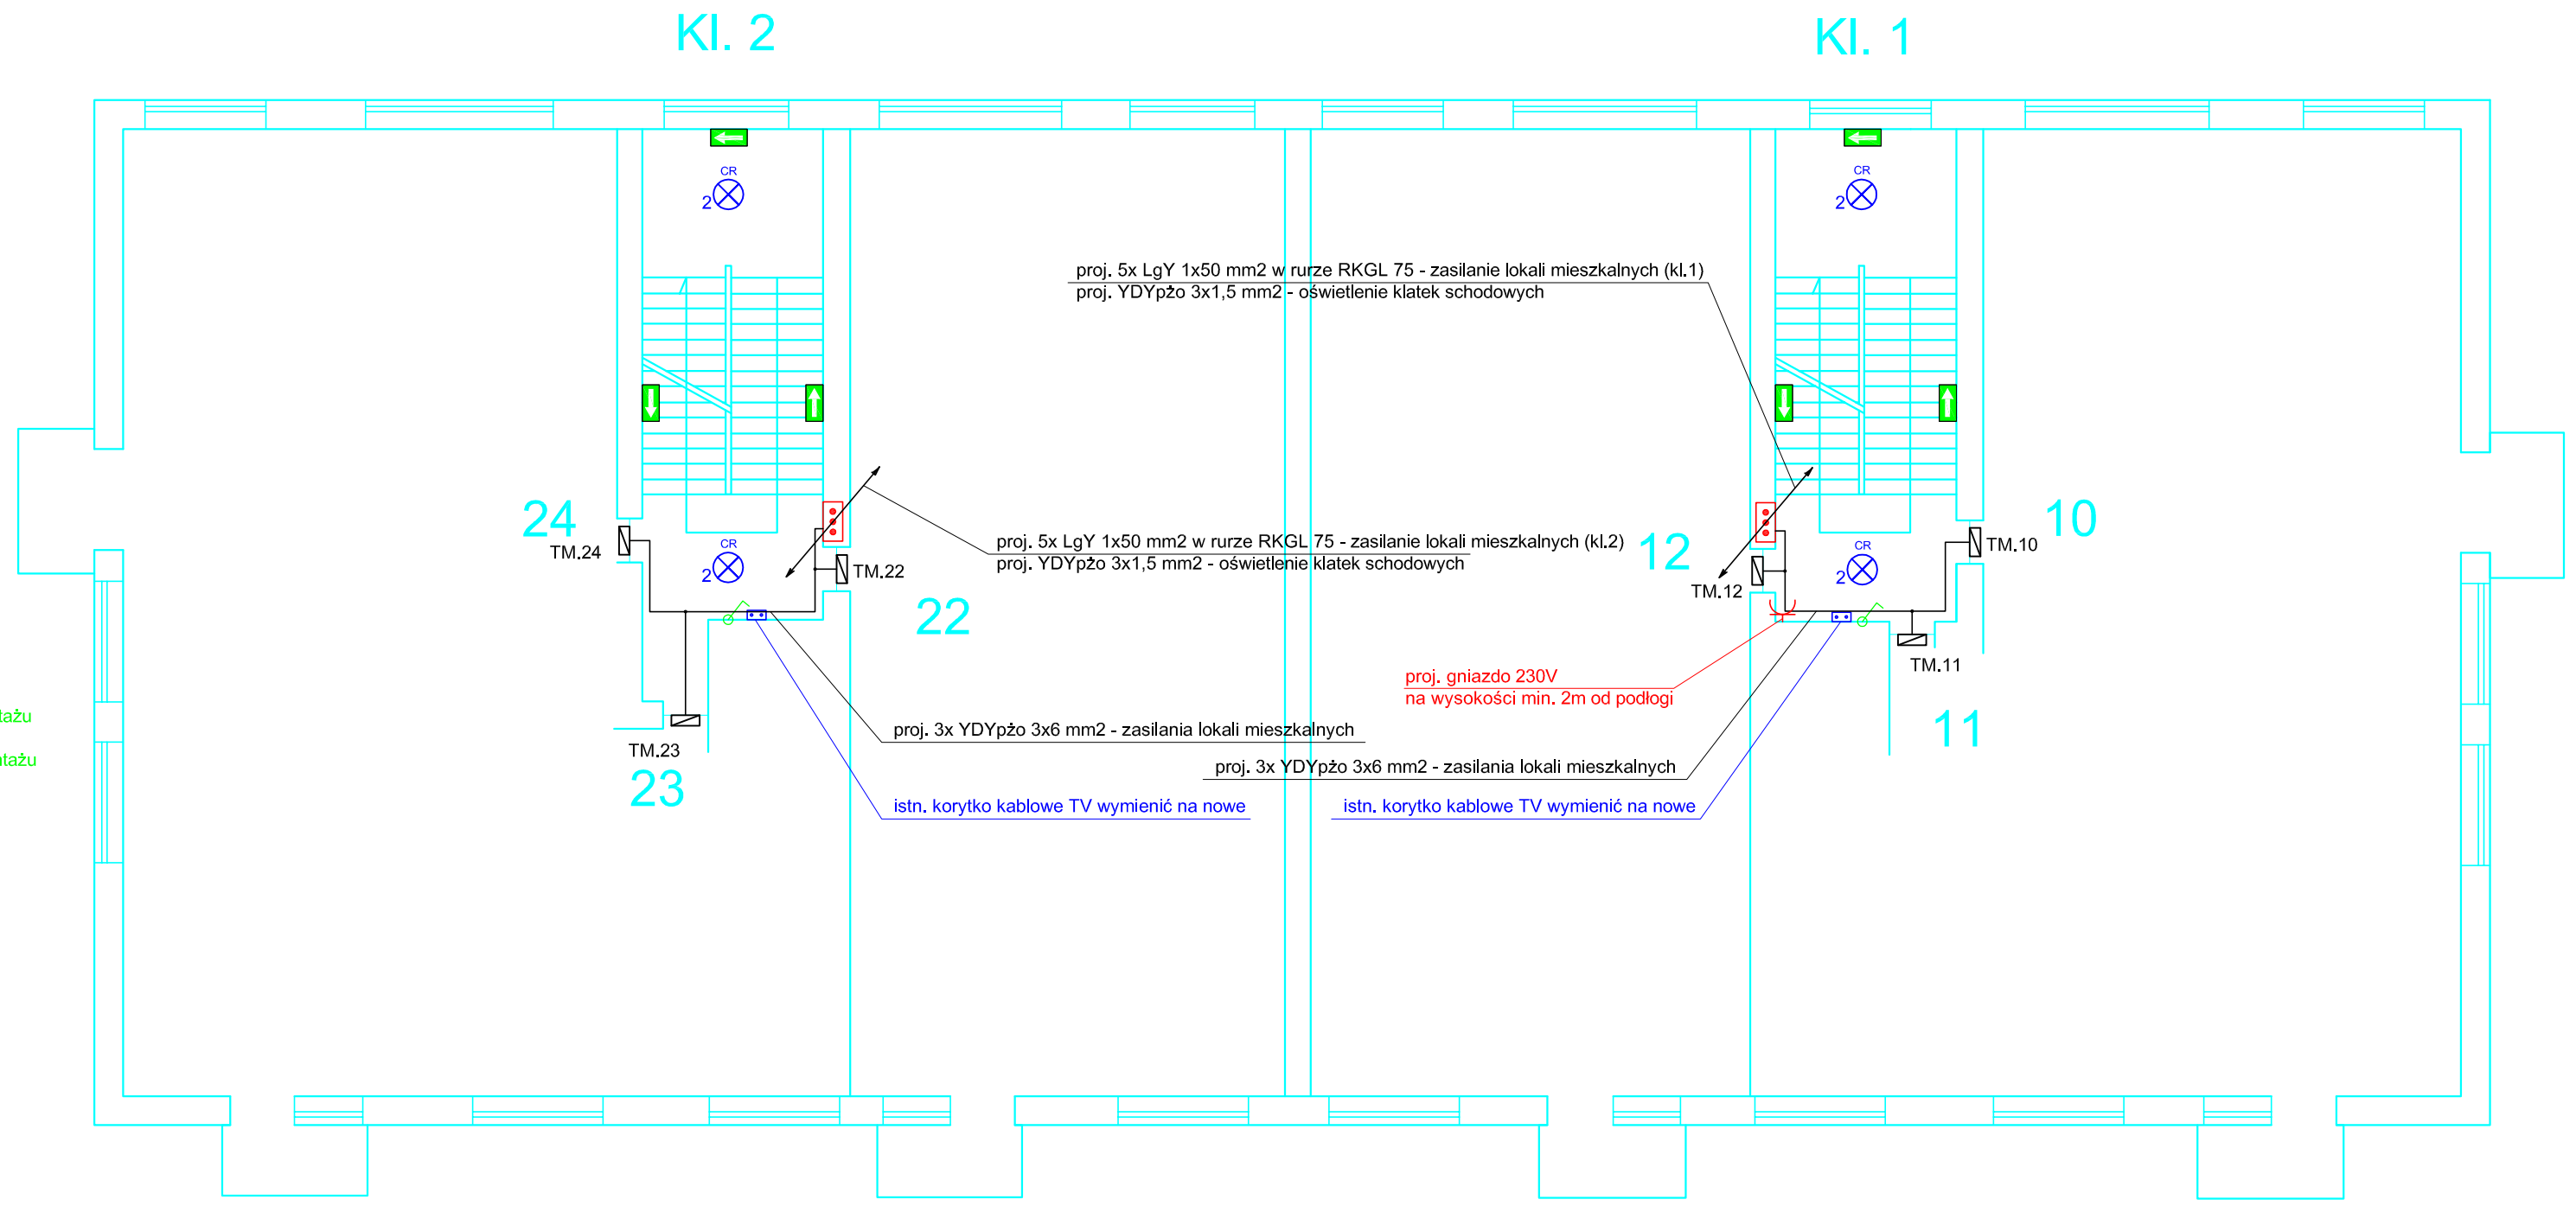 Kl. 2
Kl. 1
CR
2
CR
2
proj. 5x LgY 1x50 mm2 w rurze RKGL 75 - zasilanie lokali mieszkalnych (kl.1)
proj. YDYpżo 3x1,5 mm2 - oświetlenie klatek schodowych
24
TM.24
CR
2
proj. 5x LgY 1x50 mm2 w rurze RKGL 75 - zasilanie lokali mieszkalnych (kl.2)
proj. YDYpżo 3x1,5 mm2 - oświetlenie klatek schodowych
TM.22
22
12
TM.12
CR
2
10
TM.10
TM.11
11
proj. gniazdo 230V
na wysokości min. 2m od podłogi
TM.23
23
proj. 3x YDYpżo 3x6 mm2 - zasilania lokali mieszkalnych
proj. 3x YDYpżo 3x6 mm2 - zasilania lokali mieszkalnych
istn. korytko kablowe TV wymienić na nowe
istn. korytko kablowe TV wymienić na nowe